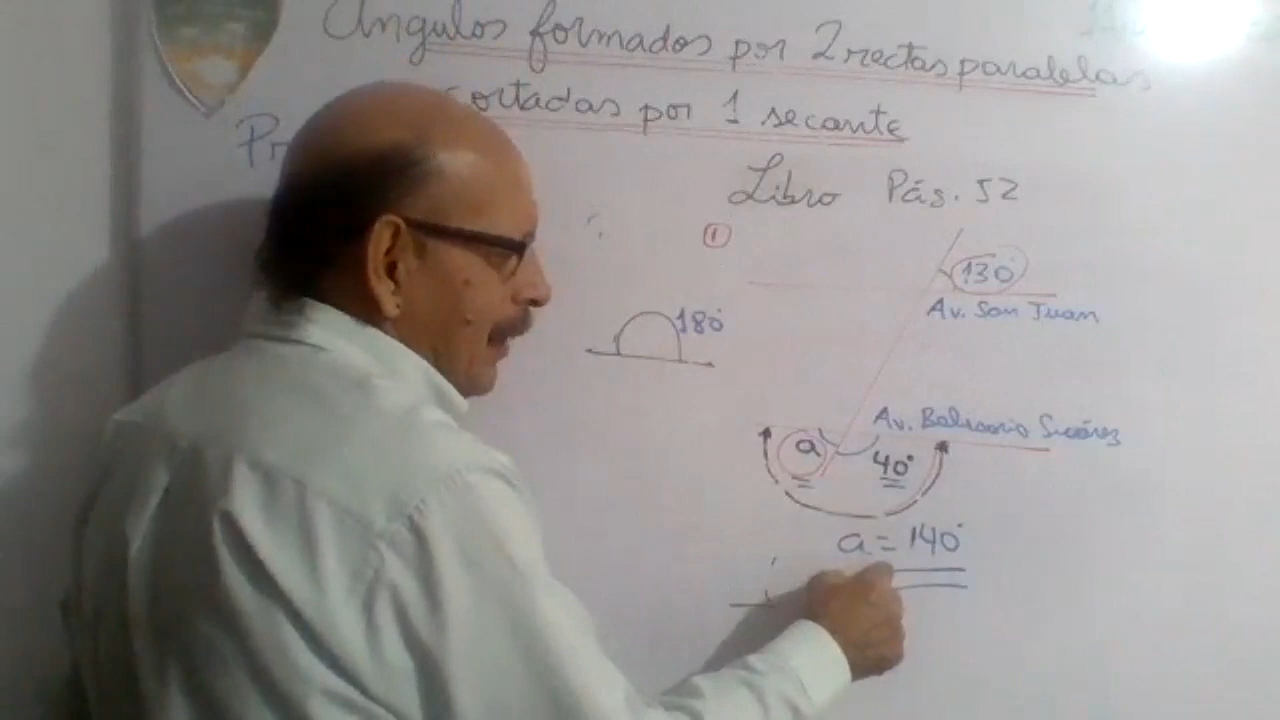 Angulos formados por 2 rectas paralelas
cortadas por 1 secante
Libro Pág. 52
1
130°
Av. San Juan
180°
Av. Belisario Suárez
a
40°
a = 140°